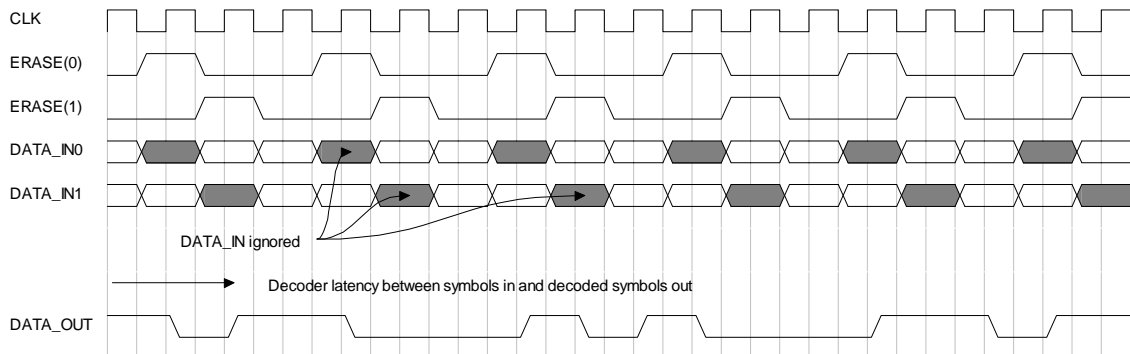 CLK
ERASE(0)
ERASE(1)
DATA_IN0
DATA_IN1
DATA_IN ignored
Decoder latency between symbols in and decoded symbols out
DATA_OUT